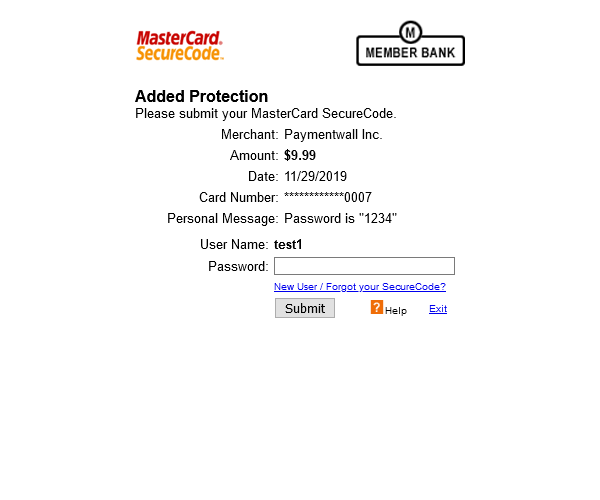 MasterCard.
SecureCode.
M
MEMBER BANK
Added Protection
Please submit your MasterCard SecureCode.
Merchant: Paymentwall Inc.
Amount: $9.99
Date: 11/29/2019
Card Number: ************0007
Personal Message: Password is "1234"
User Name: test1
Password:
New User / Forgot your SecureCode?
Submit ? Help Exit